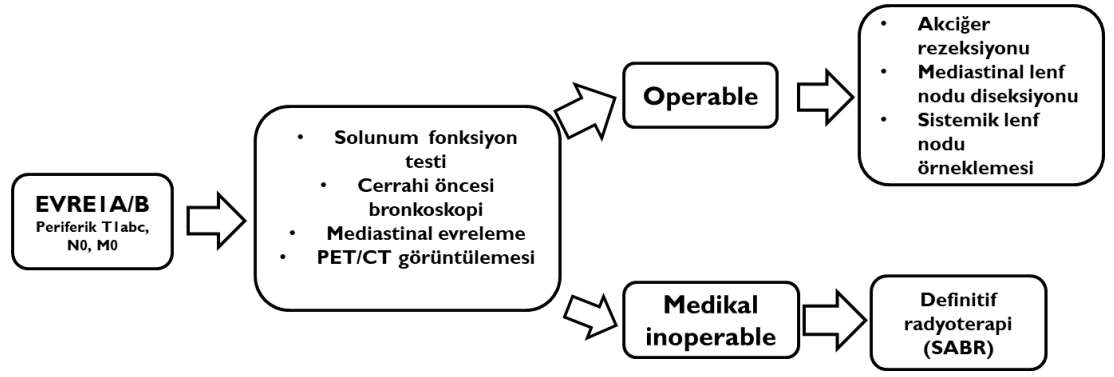 EVRE1A/B
Periferik T1abc,
N0, M0
• Solunum fonksiyon
testi
• Cerrahi öncesi
bronkoskopi
• Mediastinal evreleme
• PET/CT görüntülemesi
Operable
• Akciğer
rezeksiyonu
• Mediastinal lenf
nodu diseksiyonu
• Sistemik lenf
nodu
örneklemesi
Medikal
inoperable
Definitif
radyoterapi
(SABR)